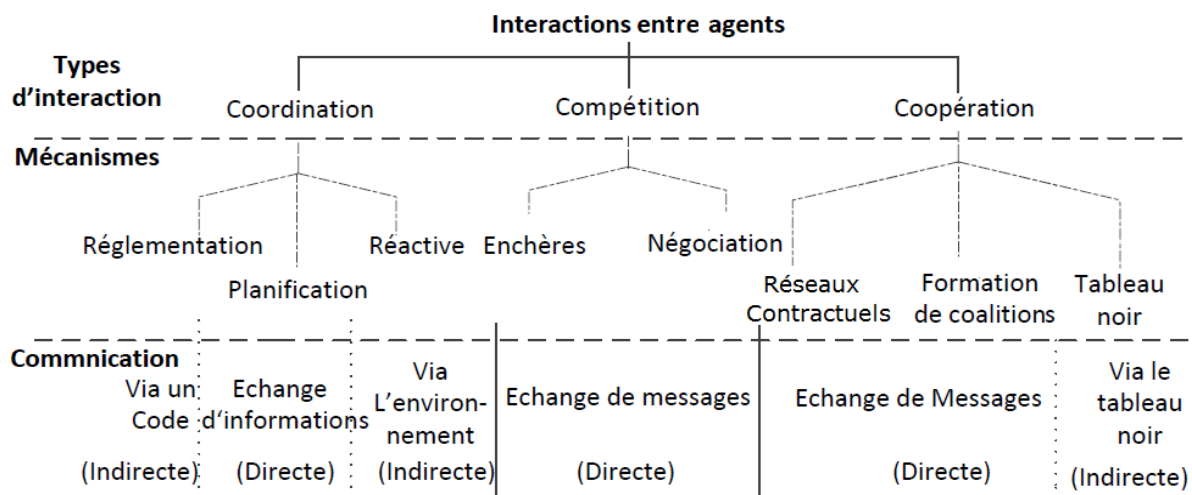 Interactions entre agents
Types
d'interaction
Coordination
Compétition
Coopération
Mécanismes
Réglementation
Réactive
Enchères
Négociation
Planification
Réseaux
Contractuels
Formation
de coalitions
Tableau
noir
Commnication
Via un
Code
Echange
d'informations
Via
L'environ-
nement
Echange de messages
Echange de Messages
Via le
tableau
noir
(Indirecte)
(Directe)
(Indirecte)
(Directe)
(Directe)
(Indirecte)